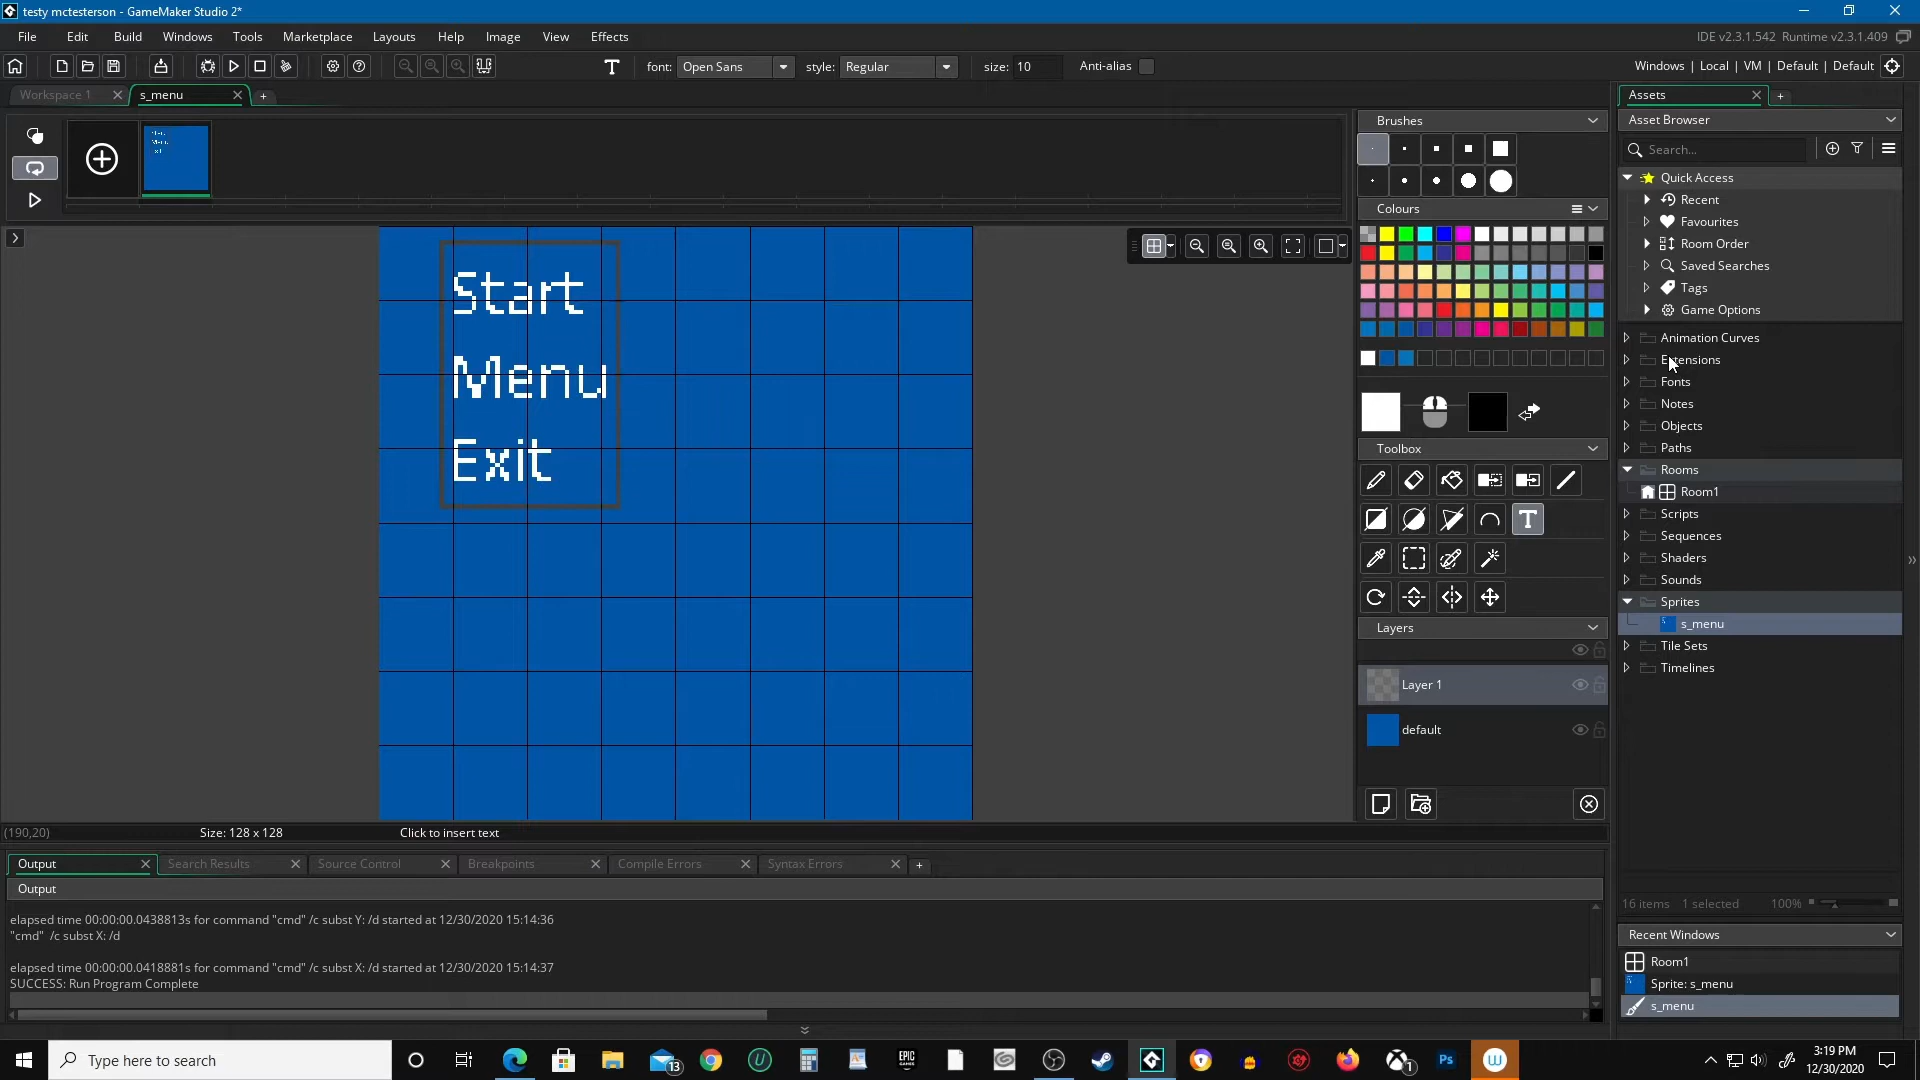 testy mctesterson - GameMaker Studio 2*
File Edit Build Windows Tools Marketplace Layouts Help Image View Effects
IDE v2.3.1.542 Runtime v2.3.1.409
font: Open Sans style: Regular size: 10 Anti-alias
Windows | Local | VM | Default | Default
Workspace 1
s_menu
Start
Menu
Exit
Brushes
Colours
Toolbox
Layers
Layer 1
default
Assets
Asset Browser
Search...
Quick Access
Recent
Favourites
Room Order
Saved Searches
Tags
Game Options
Animation Curves
Extensions
Fonts
Notes
Objects
Paths
Rooms
Room1
Scripts
Sequences
Shaders
Sounds
Sprites
s_menu
Tile Sets
Timelines
16 items 1 selected 100%
Recent Windows
Room1
Sprite: s_menu
s_menu
(190,20) Size: 128 x 128 Click to insert text
Output Search Results Source Control Breakpoints Compile Errors Syntax Errors
Output
elapsed time 00:00:00.0438813s for command "cmd" /c subst Y: /d started at 12/30/2020 15:14:36
"cmd" /c subst X: /d
elapsed time 00:00:00.0418881s for command "cmd" /c subst X: /d started at 12/30/2020 15:14:37
SUCCESS: Run Program Complete
Type here to search
13
EPIC
GAMES
1
Ps
3:19 PM
12/30/2020